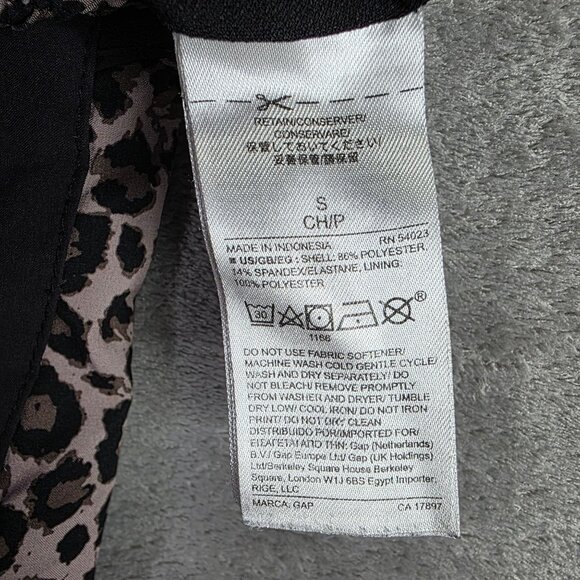 RETAIN/CONSERVER/
CONSERVARE/
保管しておいてください/
妥善保管/請保留
S
CH/P
MADE IN INDONESIA RN 54023
US/GB/EG : SHELL: 86% POLYESTER,
14% SPANDEX/ELASTANE, LINING:
100% POLYESTER
30
®
1166
DO NOT USE FABRIC SOFTENER/
MACHINE WASH COLD GENTLE CYCLE/
WASH AND DRY SEPARATELY/ DO
NOT BLEACH/ REMOVE PROMPTLY
FROM WASHER AND DRYER/ TUMBLE
DRY LOW/ COOL IRON/ DO NOT IRON
PRINT/ DO NOT DRY CLEAN
DISTRIBUIDO POR/IMPORTED BY/
AND THN: Gap (Netherlands)
B.V./ Gap Europe Ltd/ Gap (UK Holdings)
Ltd/Berkeley Square House Berkeley
Square, London W1J 6BS Egypt Importer,
RIGE, LLC
MARCA, GAP CA 17897